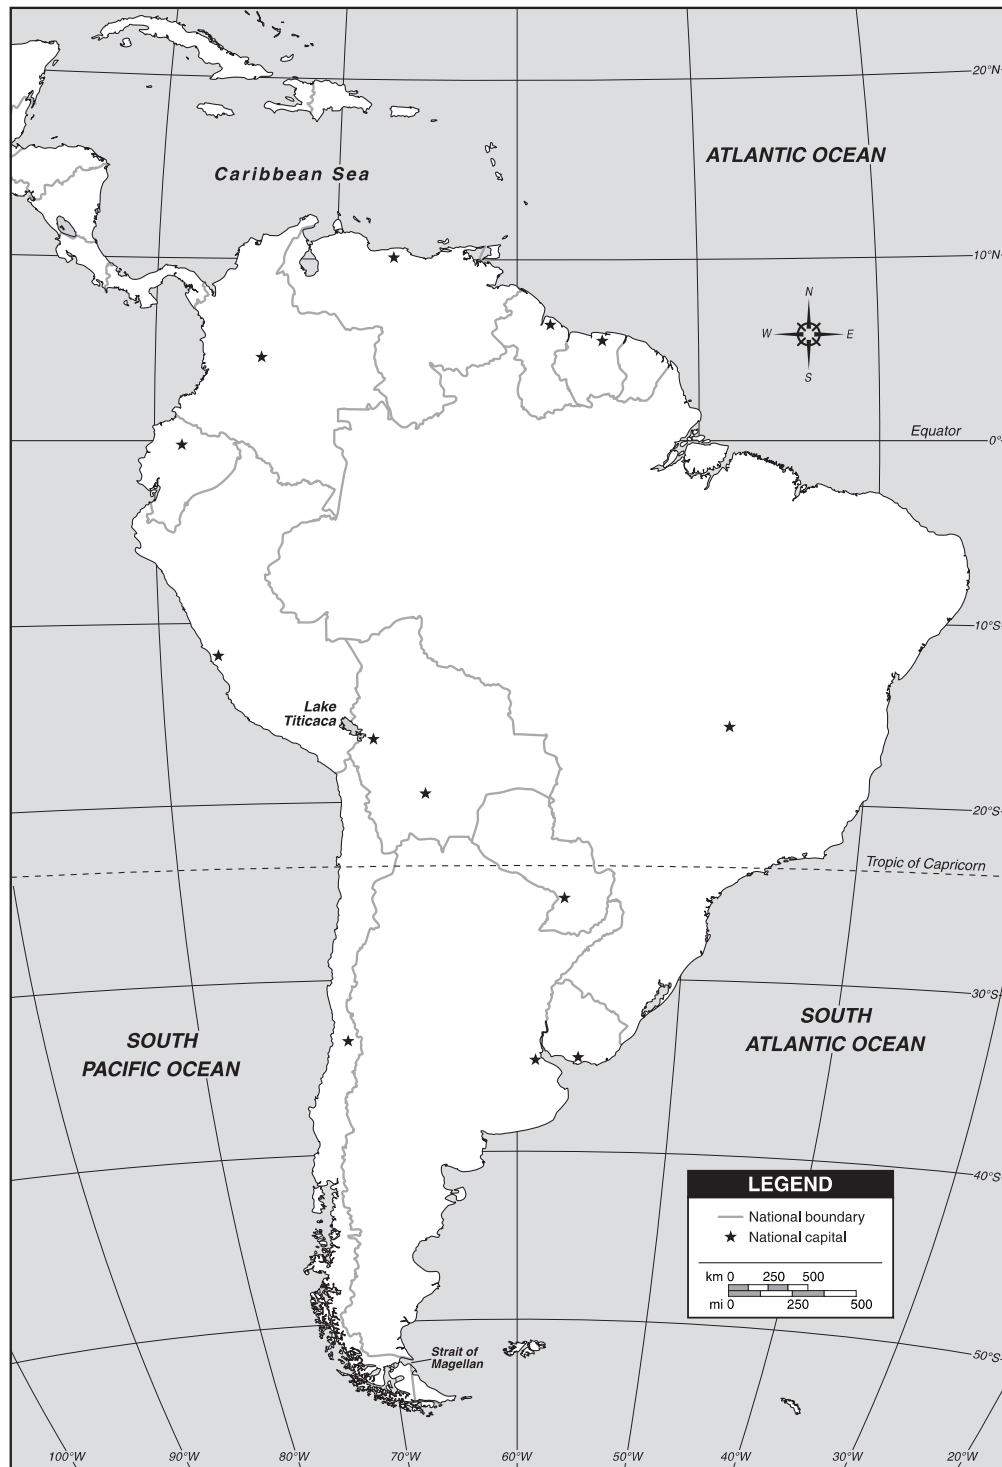 20°N
ATLANTIC OCEAN
Caribbean Sea
10°N
N
W
E
S
Equator
0°
10°S
Lake
Titicaca
20°S
Tropic of Capricorn
30°S
SOUTH
PACIFIC OCEAN
SOUTH
ATLANTIC OCEAN
40°S
LEGEND
National boundary
National capital
km 0 250 500
mi 0 250 500
Strait of
Magellan
50°S
100°W 90°W 80°W 70°W 60°W 50°W 40°W 30°W 20°W